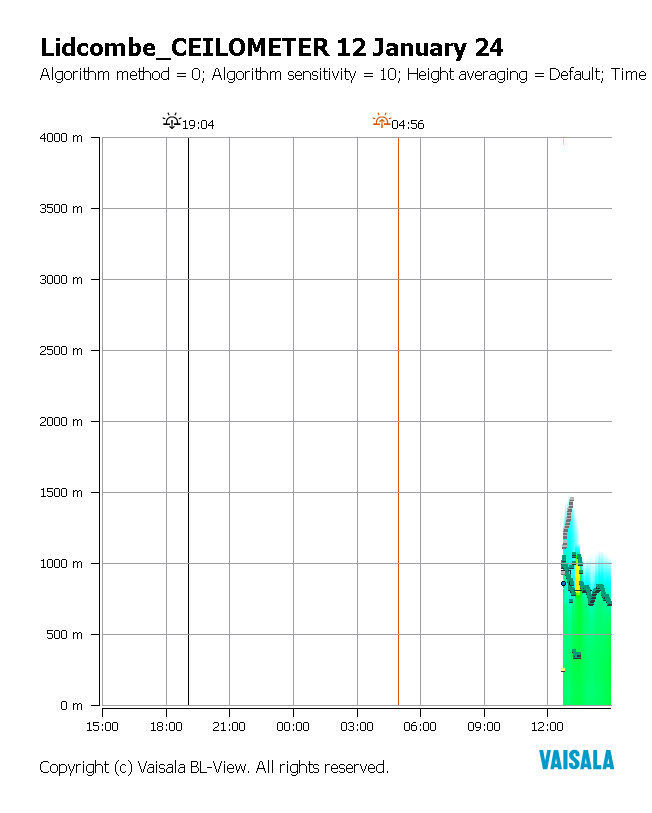 Lidcombe_CEILOMETER 12 January 24
Algorithm method = 0; Algorithm sensitivity = 10; Height averaging = Default; Time
19:04
04:56
4000 m
3500 m
3000 m
2500 m
2000 m
1500 m
1000 m
500 m
0 m
15:00 18:00 21:00 00:00 03:00 06:00 09:00 12:00
Copyright (c) Vaisala BL-View. All rights reserved.
VAISALA